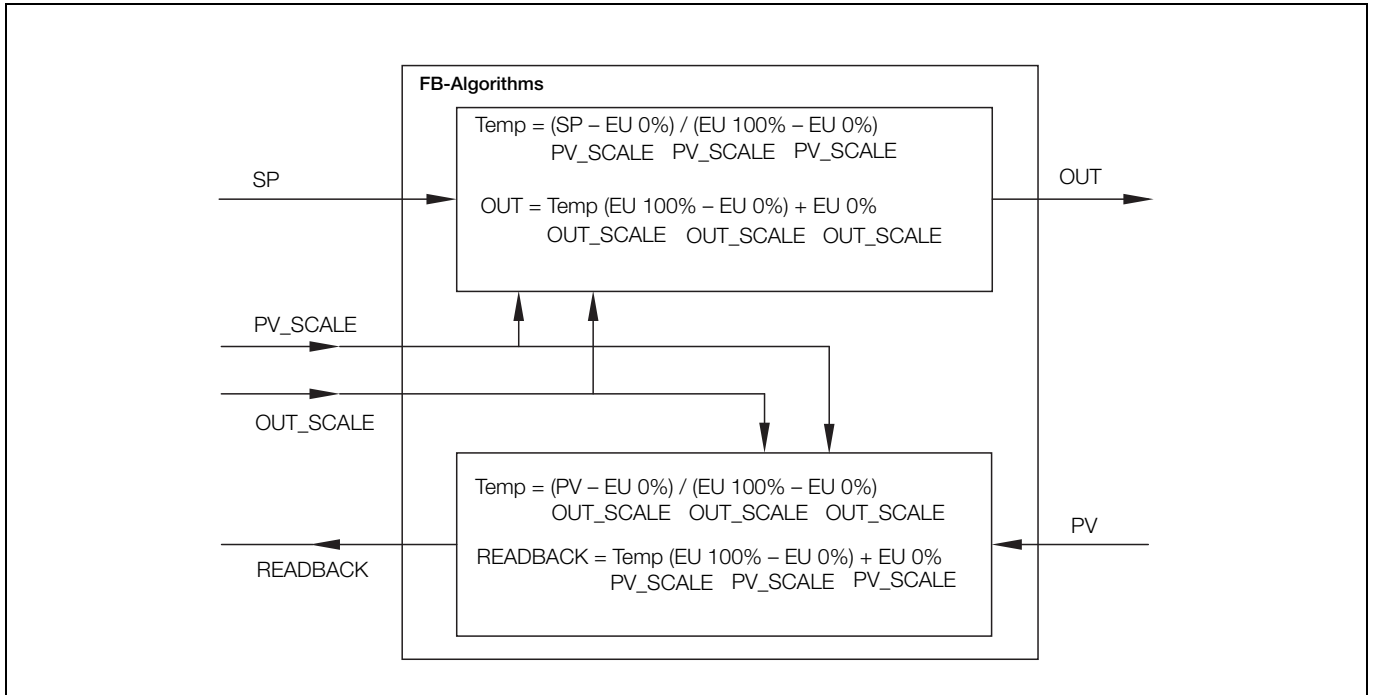 FB-Algorithms
Temp = (SP – EU 0%) / (EU 100% – EU 0%)
PV_SCALE PV_SCALE PV_SCALE
SP
OUT
OUT = Temp (EU 100% – EU 0%) + EU 0%
OUT_SCALE OUT_SCALE OUT_SCALE
PV_SCALE
OUT_SCALE
Temp = (PV – EU 0%) / (EU 100% – EU 0%)
OUT_SCALE OUT_SCALE OUT_SCALE
PV
READBACK = Temp (EU 100% – EU 0%) + EU 0%
READBACK
PV_SCALE PV_SCALE PV_SCALE